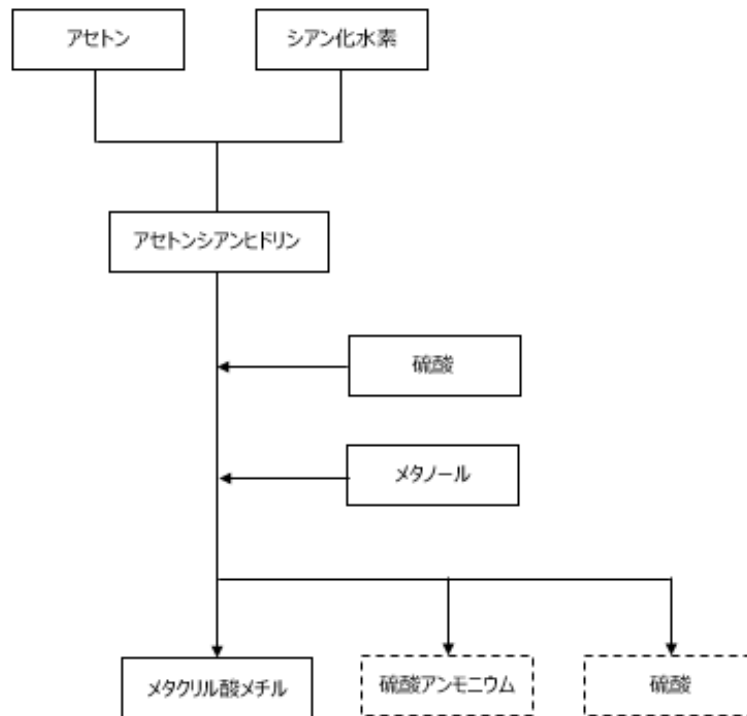 アセトン
シアン化水素
アセトンシアンヒドリン
硫酸
メタノール
メタクリル酸メチル
硫酸アンモニウム
硫酸